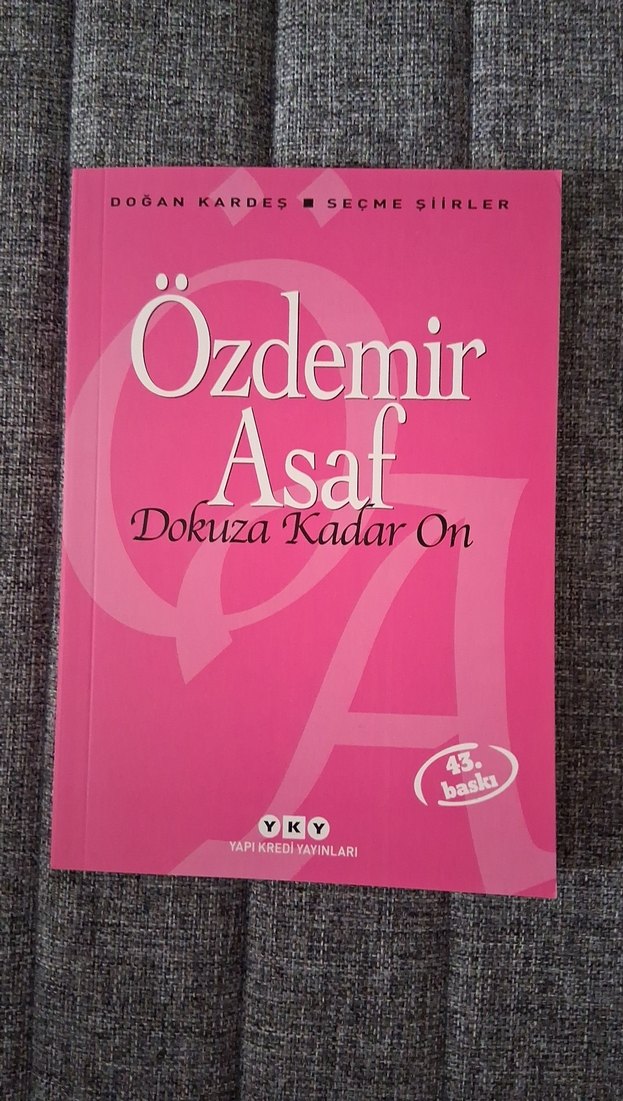 DOĞAN KARDEŞ ■ SEÇME ŞİİRLER
Özdemir
Asaf
Dokuza Kadar On
43.
baskı
YKY
YAPI KREDİ YAYINLARI